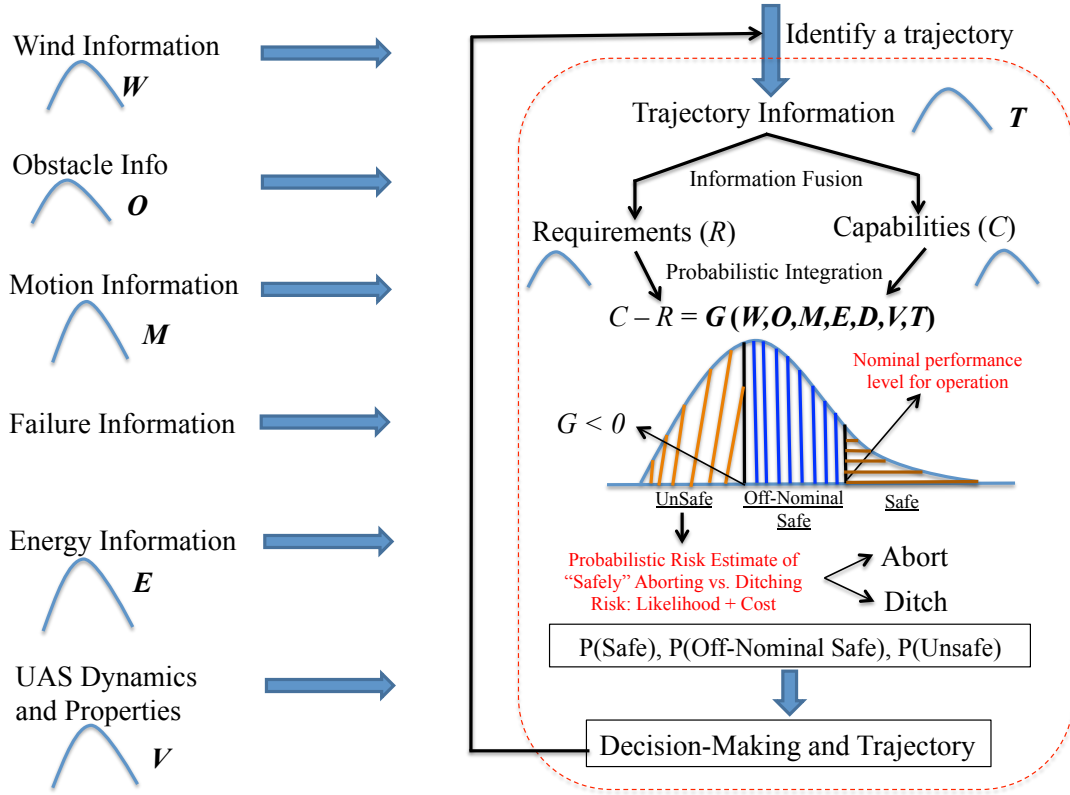 Wind Information
W
Obstacle Info
O
Motion Information
M
Failure Information
Energy Information
E
UAS Dynamics
and Properties
V
Identify a trajectory
Trajectory Information
T
Information Fusion
Requirements (R)
Capabilities (C)
Probabilistic Integration
C – R = G (W,O,M,E,D,V,T)
Nominal performance
level for operation
G < 0
UnSafe
Off-Nominal
Safe
Safe
Probabilistic Risk Estimate of
“Safely” Aborting vs. Ditching
Risk: Likelihood + Cost
Abort
Ditch
P(Safe), P(Off-Nominal Safe), P(Unsafe)
Decision-Making and Trajectory